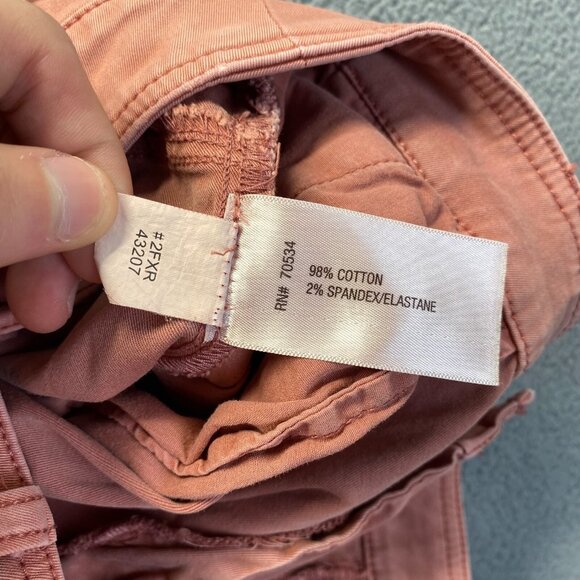 #2FXR
43207
RN# 70534
98% COTTON
2% SPANDEX/ELASTANE